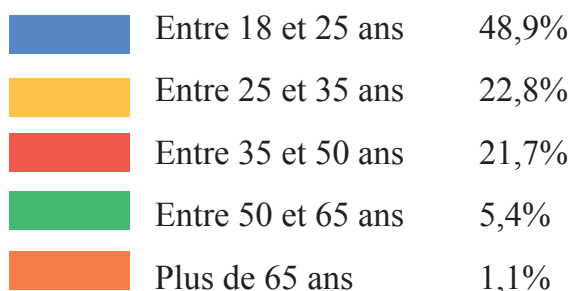 Entre 18 et 25 ans 48,9%
Entre 25 et 35 ans 22,8%
Entre 35 et 50 ans 21,7%
Entre 50 et 65 ans 5,4%
Plus de 65 ans 1,1%